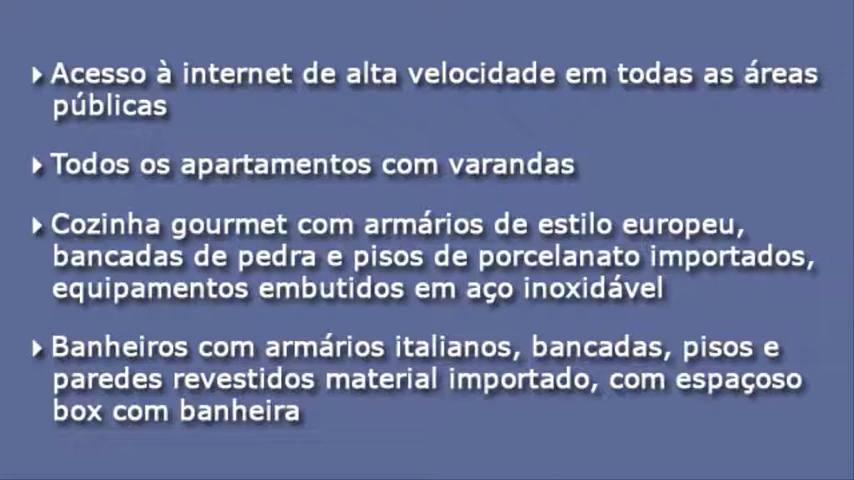 Acesso à internet de alta velocidade em todas as áreas
públicas
Todos os apartamentos com varandas
Cozinha gourmet com armários de estilo europeu,
bancadas de pedra e pisos de porcelanato importados,
equipamentos embutidos em aço inoxidável
Banheiros com armários italianos, bancadas, pisos e
paredes revestidos material importado, com espaçoso
box com banheira